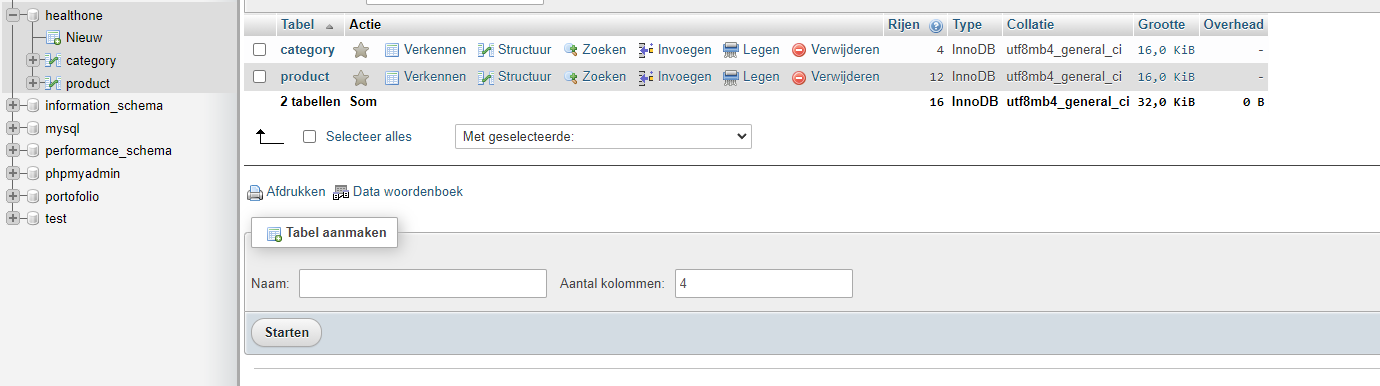 healthone
Nieuw
category
product
information_schema
mysql
performance_schema
phpmyadmin
portofolio
test
Tabel Actie Rijen Type Collatie Grootte Overhead
category Verkennen Structuur Zoeken Invoegen Legen Verwijderen 4 InnoDB utf8mb4_general_ci 16,0 KiB -
product Verkennen Structuur Zoeken Invoegen Legen Verwijderen 12 InnoDB utf8mb4_general_ci 16,0 KiB -
2 tabellen Som 16 InnoDB utf8mb4_general_ci 32,0 KiB 0 B
Selecteer alles Met geselecteerde:
Afdrukken Data woordenboek
Tabel aanmaken
Naam: Aantal kolommen: 4
Starten